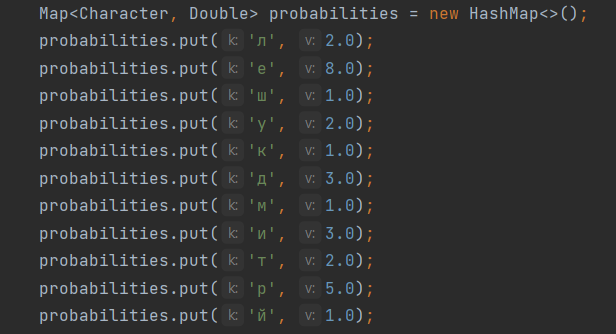 Map<Character, Double> probabilities = new HashMap<>();
probabilities.put( k: 'л', v: 2.0);
probabilities.put( k: 'е', v: 8.0);
probabilities.put( k: 'ш', v: 1.0);
probabilities.put( k: 'у', v: 2.0);
probabilities.put( k: 'к', v: 1.0);
probabilities.put( k: 'д', v: 3.0);
probabilities.put( k: 'м', v: 1.0);
probabilities.put( k: 'и', v: 3.0);
probabilities.put( k: 'т', v: 2.0);
probabilities.put( k: 'р', v: 5.0);
probabilities.put( k: 'й', v: 1.0);